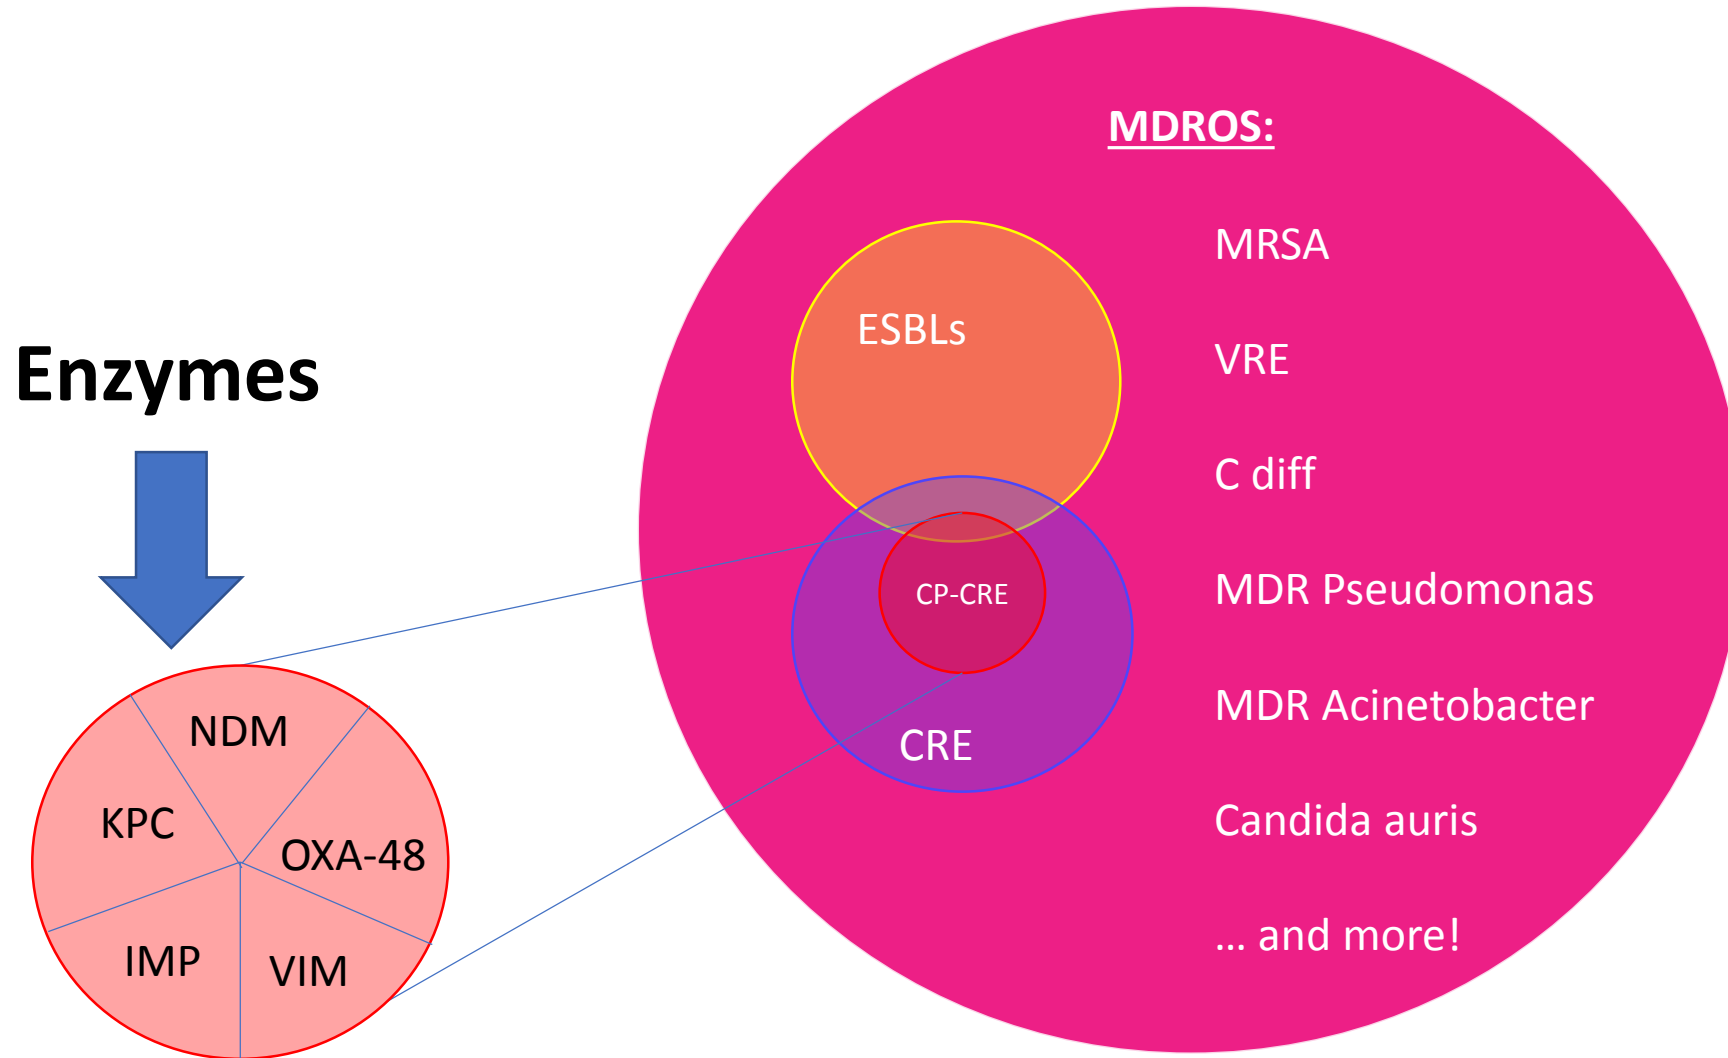 Enzymes
NDM
KPC
OXA-48
IMP
VIM
MDROS:
ESBLs
CP-CRE
CRE
MRSA
VRE
C diff
MDR Pseudomonas
MDR Acinetobacter
Candida auris
... and more!